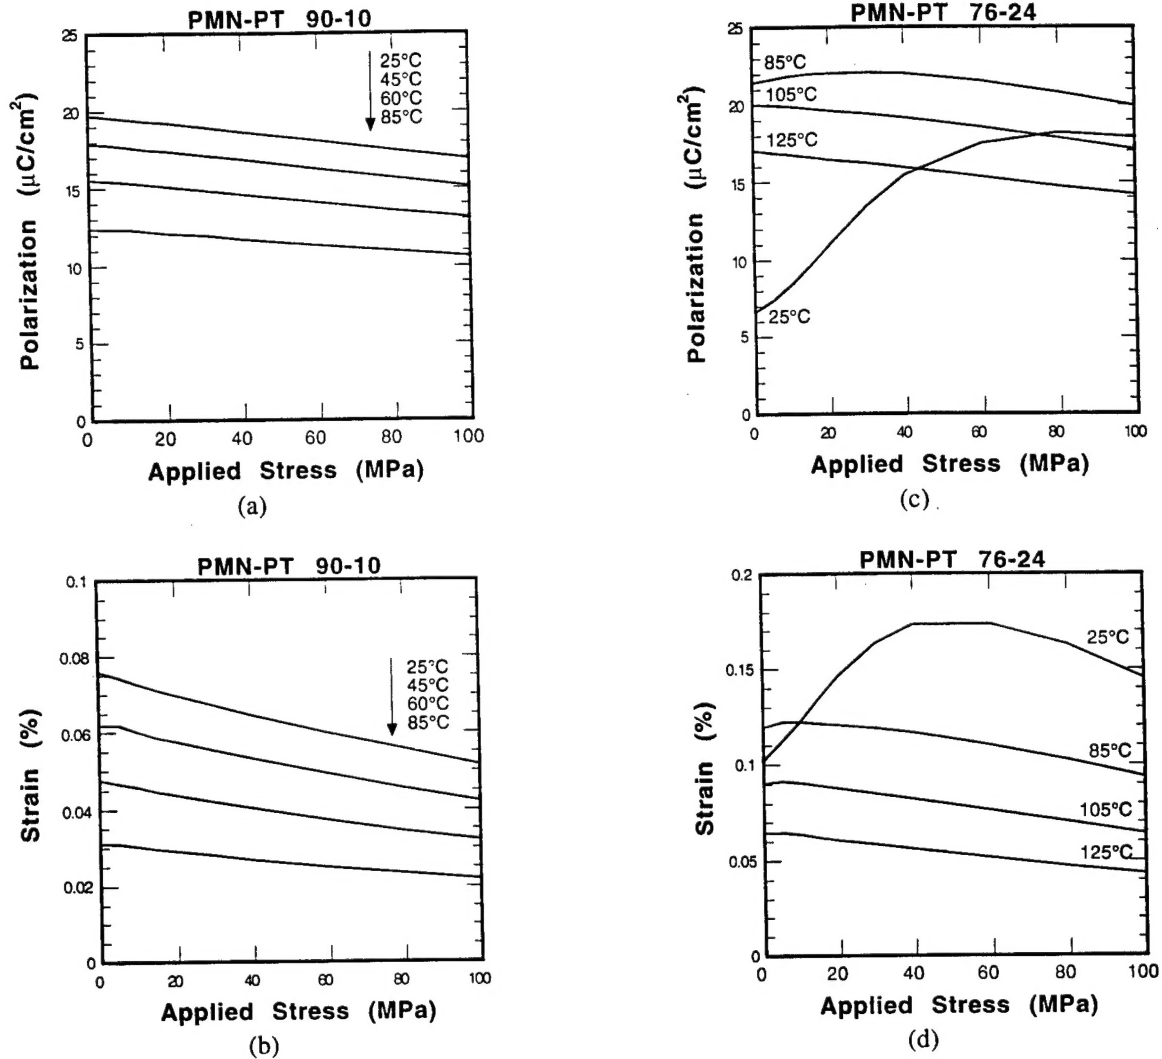 PMN-PT 90-10
25
20
15
10
5
0
Polarization (μC/cm²)
25°C
45°C
60°C
85°C
0 20 40 60 80 100
Applied Stress (MPa)
(a)
PMN-PT 76-24
25
20
15
10
5
0
Polarization (μC/cm²)
85°C
105°C
125°C
25°C
0 20 40 60 80 100
Applied Stress (MPa)
(c)
PMN-PT 90-10
0.1
0.08
0.06
0.04
0.02
0
Strain (%)
25°C
45°C
60°C
85°C
0 20 40 60 80 100
Applied Stress (MPa)
(b)
PMN-PT 76-24
0.2
0.15
0.1
0.05
0
Strain (%)
25°C
85°C
105°C
125°C
0 20 40 60 80 100
Applied Stress (MPa)
(d)